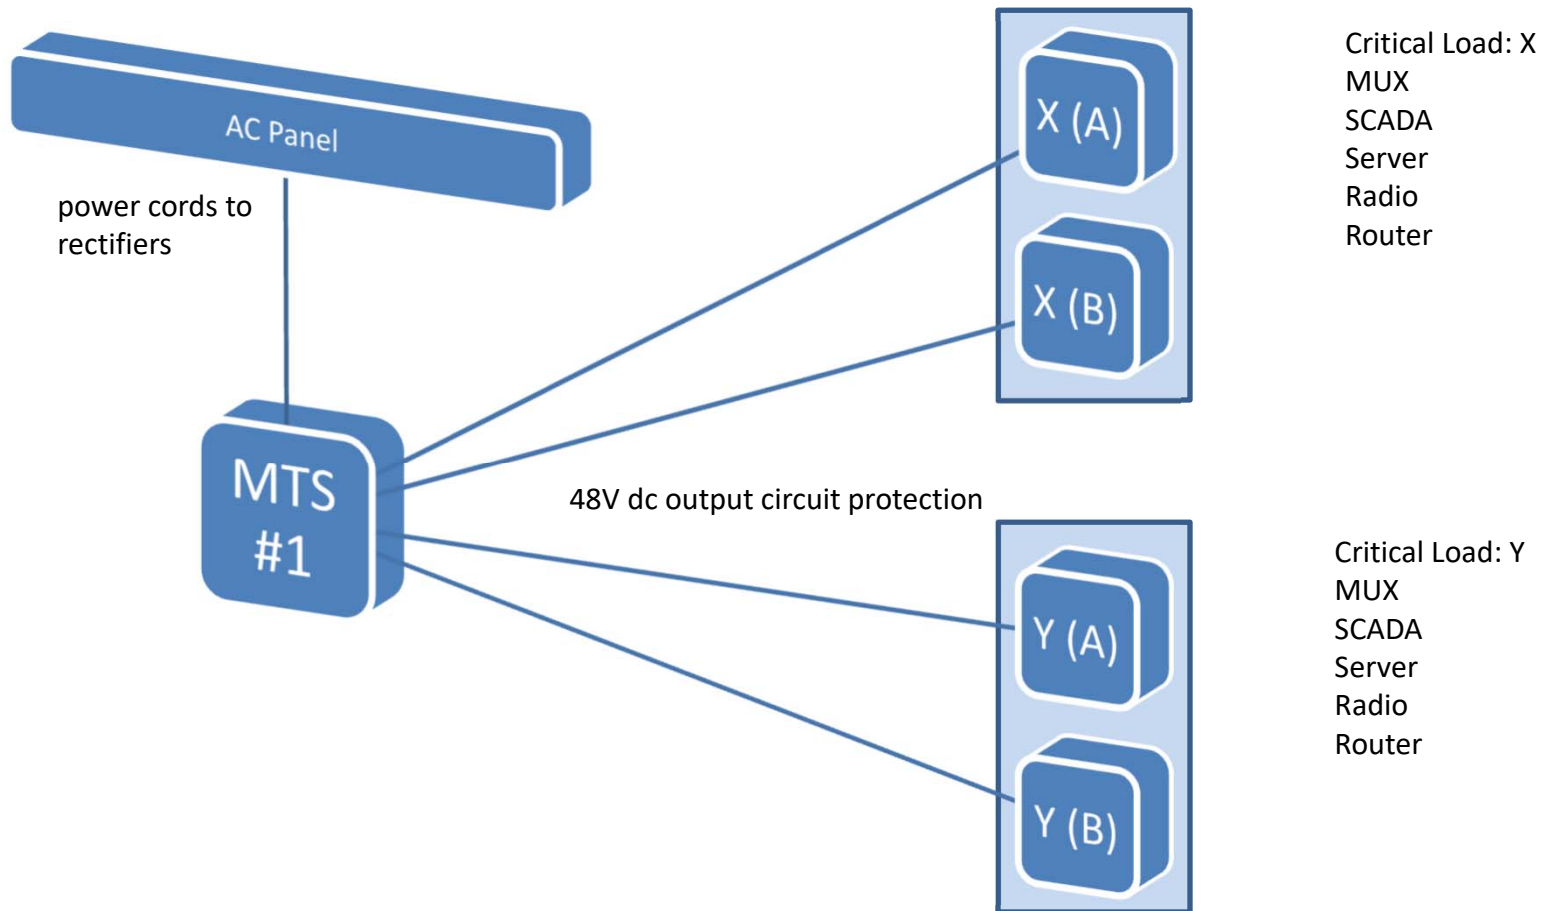 AC Panel
power cords to
rectifiers
MTS
#1
48V dc output circuit protection
X (A)
X (B)
Critical Load: X
MUX
SCADA
Server
Radio
Router
Y (A)
Y (B)
Critical Load: Y
MUX
SCADA
Server
Radio
Router